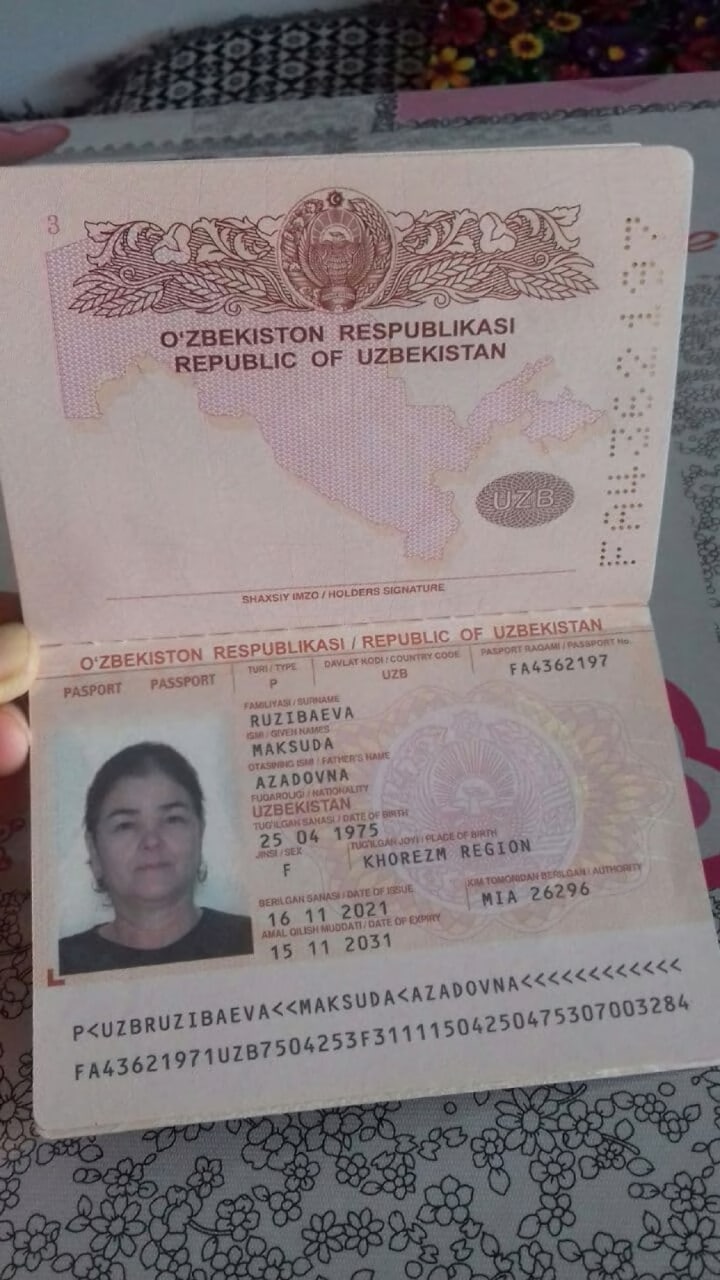 3
O'ZBEKISTON RESPUBLIKASI
REPUBLIC OF UZBEKISTAN
UZB
FA4362197
SHAXSIY IMZO / HOLDERS SIGNATURE
O'ZBEKISTON RESPUBLIKASI / REPUBLIC OF UZBEKISTAN
PASPORT PASSPORT
TURI / TYPE
P
DAVLAT KODI / COUNTRY CODE
UZB
PASPORT RAQAMI / PASSPORT No.
FA4362197
FAMILIYASI / SURNAME
RUZIBAEVA
ISMI / GIVEN NAMES
MAKSUDA
OTASINING ISMI / FATHER'S NAME
AZADOVNA
FUQAROLIGI / NATIONALITY
UZBEKISTAN
TUG'ILGAN SANASI / DATE OF BIRTH
25 04 1975
JINSI / SEX
F
TUG'ILGAN JOYI / PLACE OF BIRTH
KHOREZM REGION
BERILGAN SANASI / DATE OF ISSUE
16 11 2021
KIM TOMONIDAN BERILGAN / AUTHORITY
MIA 26296
AMAL QILISH MUDDATI / DATE OF EXPIRY
15 11 2031
P<UZBRUZIBAEVA<<MAKSUDA<AZADOVNA<<<<<<<<<<<<
FA43621971UZB7504253F31111504250475307003284